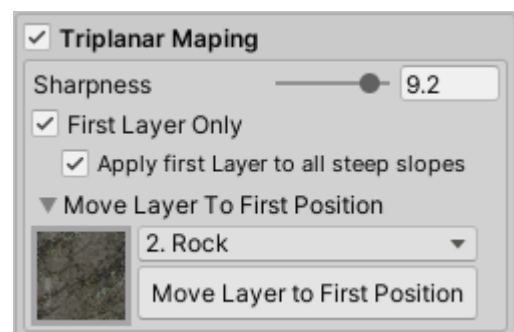 Triplanar Maping
Sharpness 9.2
First Layer Only
Apply first Layer to all steep slopes
Move Layer To First Position
2. Rock
Move Layer to First Position